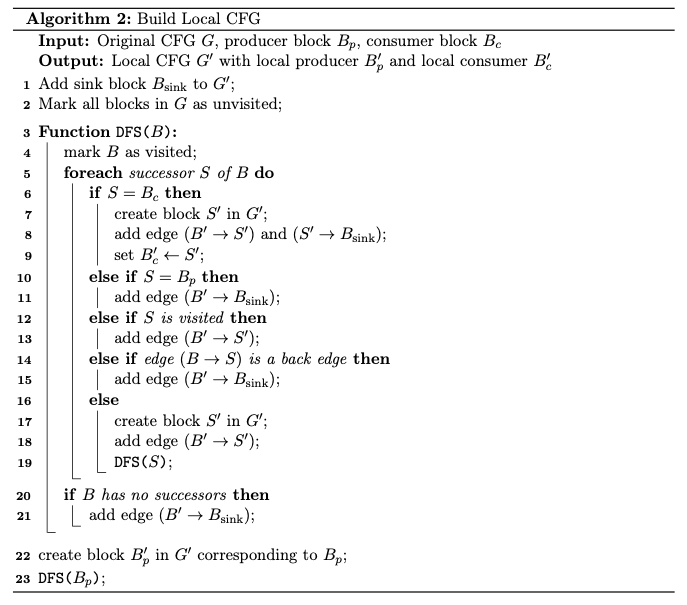 Algorithm 2: Build Local CFG
Input: Original CFG G, producer block B_p, consumer block B_c
Output: Local CFG G′ with local producer B′_p and local consumer B′_c
1 Add sink block B_sink to G′;
2 Mark all blocks in G as unvisited;
3 Function DFS(B):
4 mark B as visited;
5 foreach successor S of B do
6 if S = B_c then
7 create block S′ in G′;
8 add edge (B′ → S′) and (S′ → B_sink);
9 set B′_c ← S′;
10 else if S = B_p then
11 add edge (B′ → B_sink);
12 else if S is visited then
13 add edge (B′ → S′);
14 else if edge (B → S) is a back edge then
15 add edge (B′ → B_sink);
16 else
17 create block S′ in G′;
18 add edge (B′ → S′);
19 DFS(S);
20 if B has no successors then
21 add edge (B′ → B_sink);
22 create block B′_p in G′ corresponding to B_p;
23 DFS(B_p);